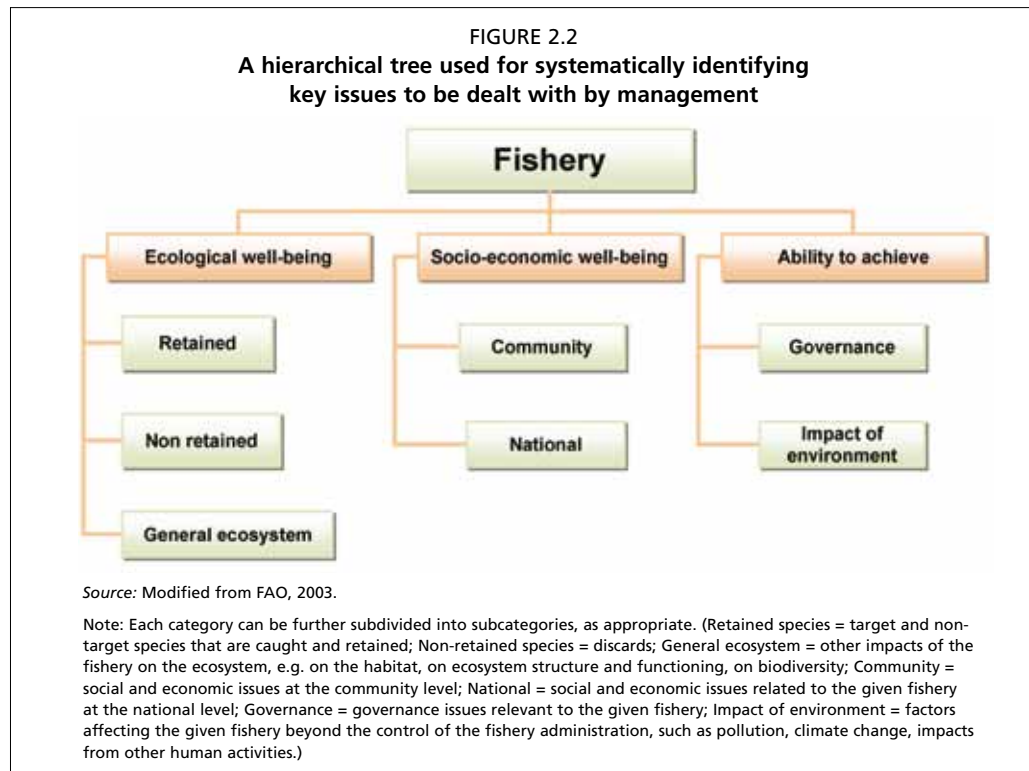 FIGURE 2.2
A hierarchical tree used for systematically identifying
key issues to be dealt with by management
Fishery
Ecological well-being
Socio-economic well-being
Ability to achieve
Retained
Community
Governance
Non retained
National
Impact of
environment
General ecosystem
Source: Modified from FAO, 2003.
Note: Each category can be further subdivided into subcategories, as appropriate. (Retained species = target and non-
target species that are caught and retained; Non-retained species = discards; General ecosystem = other impacts of the
fishery on the ecosystem, e.g. on the habitat, on ecosystem structure and functioning, on biodiversity; Community =
social and economic issues at the community level; National = social and economic issues related to the given fishery
at the national level; Governance = governance issues relevant to the given fishery; Impact of environment = factors
affecting the given fishery beyond the control of the fishery administration, such as pollution, climate change, impacts
from other human activities.)